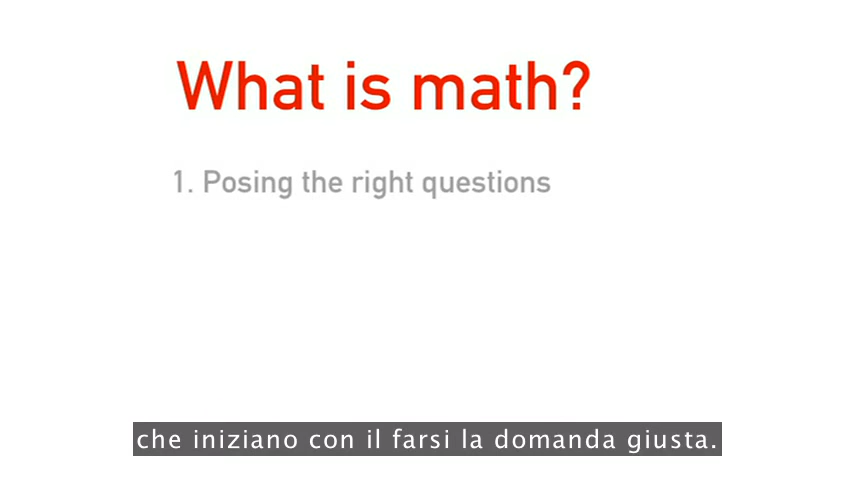 What is math?
1. Posing the right questions
che iniziano con il farsi la domanda giusta.